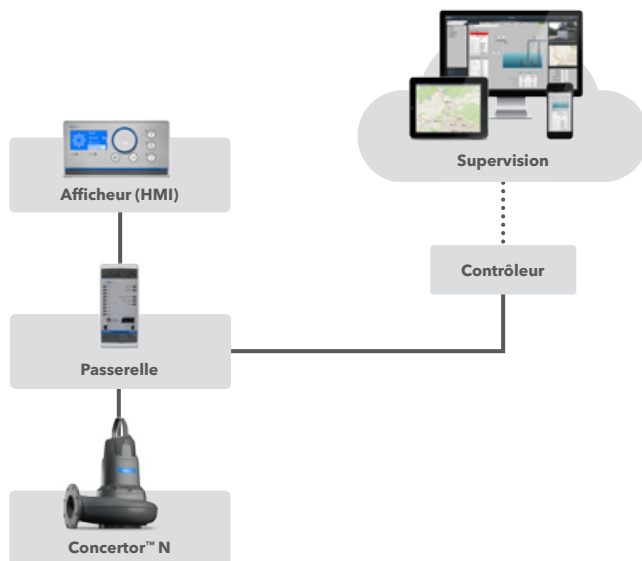 Supervision
Afficheur (HMI)
Contrôleur
Passerelle
Concertor™ N